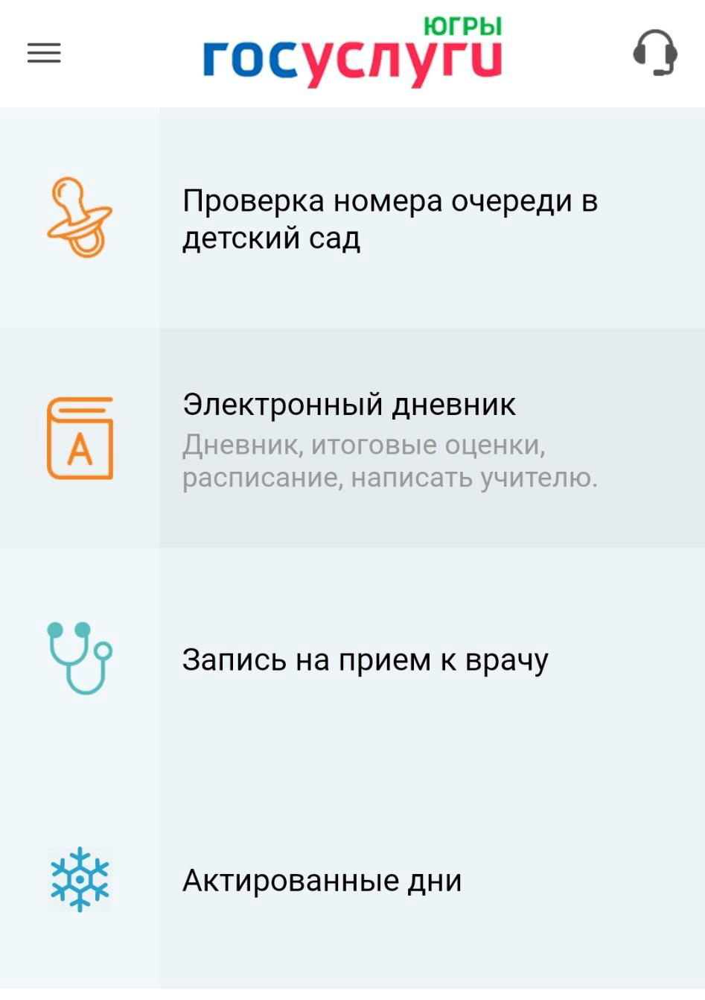 ЮГРЫ
госуслуги
Проверка номера очереди в
детский сад
Электронный дневник
Дневник, итоговые оценки,
расписание, написать учителю.
А
Запись на прием к врачу
Актированные дни